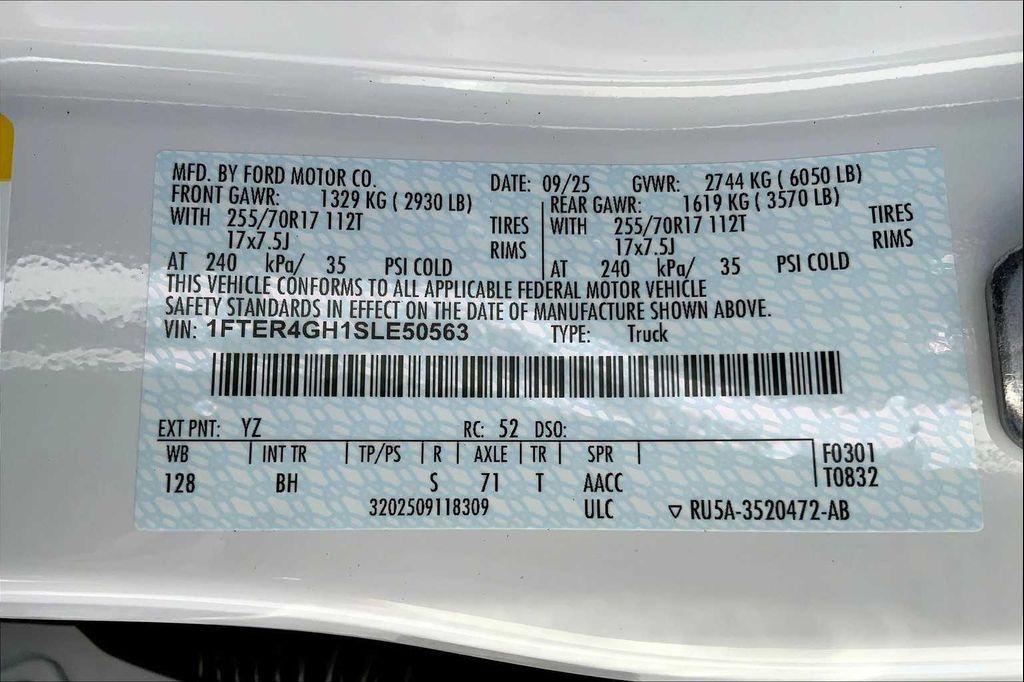 MFD. BY FORD MOTOR CO. DATE: 09/25 GVWR: 2744 KG ( 6050 LB)
FRONT GAWR: 1329 KG ( 2930 LB) REAR GAWR: 1619 KG ( 3570 LB)
WITH 255/70R17 112T TIRES WITH 255/70R17 112T TIRES
17x7.5J RIMS 17x7.5J RIMS
AT 240 kPa/ 35 PSI COLD AT 240 kPa/ 35 PSI COLD
THIS VEHICLE CONFORMS TO ALL APPLICABLE FEDERAL MOTOR VEHICLE
SAFETY STANDARDS IN EFFECT ON THE DATE OF MANUFACTURE SHOWN ABOVE.
VIN: 1FTER4GH1SLE50563 TYPE: Truck
EXT PNT: YZ RC: 52 DSO:
WB INT TR TP/PS R AXLE TR SPR F0301
128 BH S 71 T AACC T0832
3202509118309 ULC ▽ RU5A-3520472-AB